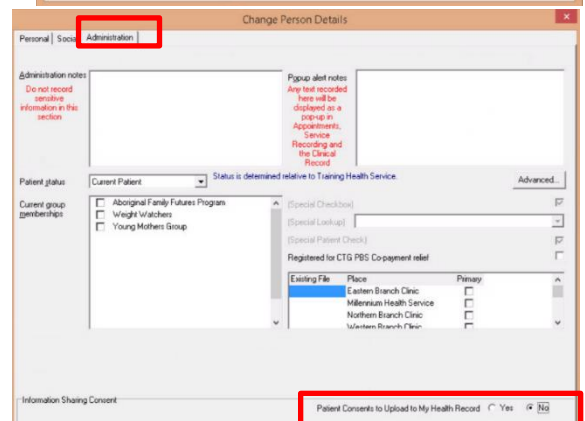 Change Person Details
Personal Social Administration
Administration notes
Do not record
sensitive
information in this
section
Popup alert notes
Any text recorded
here will be
displayed as a
pop-up in
Appointments,
Service
Recording and
the Clinical
Record
Patient status Current Patient Status is determined relative to Training Health Service. Advanced...
Current group
memberships
Aboriginal Family Futures Program
Weight Watchers
Young Mothers Group
(Special Checkbox)
(Special Lookup)
(Special Patient Check)
Registered for CTG PBS Co-payment relief
Existing File Place Primary
Eastern Branch Clinic
Millennium Health Service
Northern Branch Clinic
Western Branch Clinic
Information Sharing Consent
Patient Consents to Upload to My Health Record Yes No